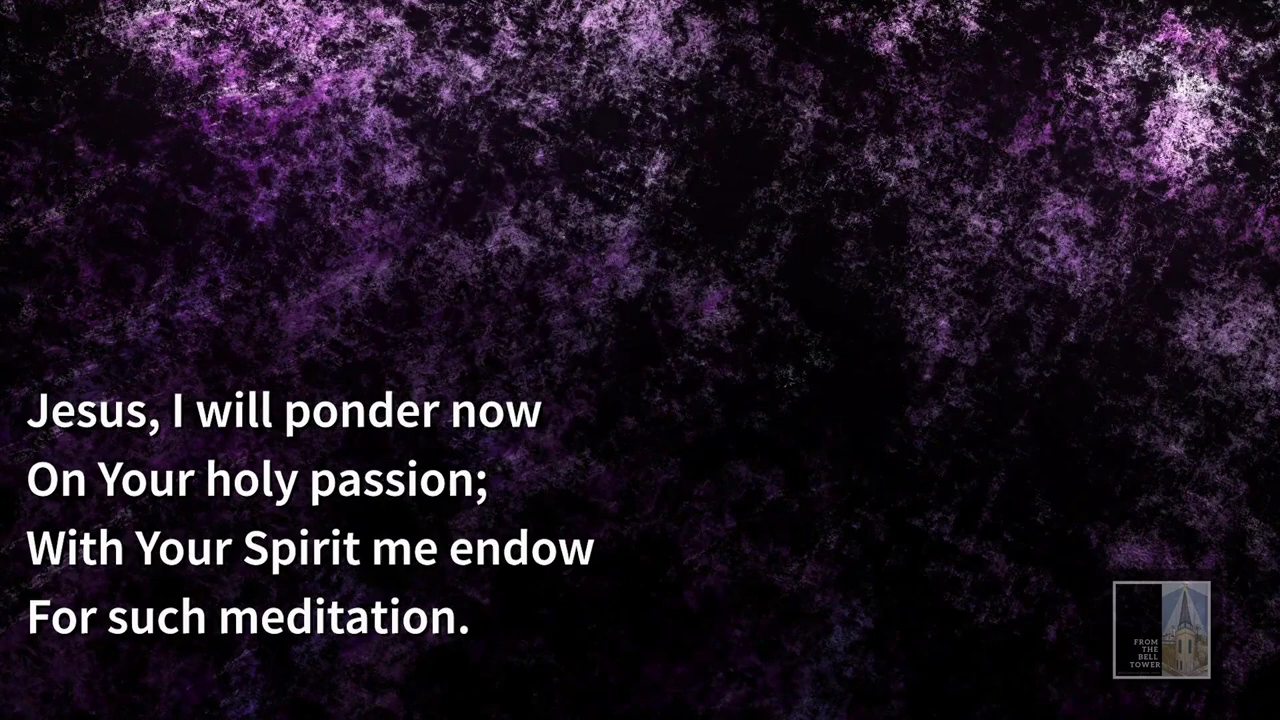 Jesus, I will ponder now
On Your holy passion;
With Your Spirit me endow
For such meditation.
FROM
THE
BELL
TOWER